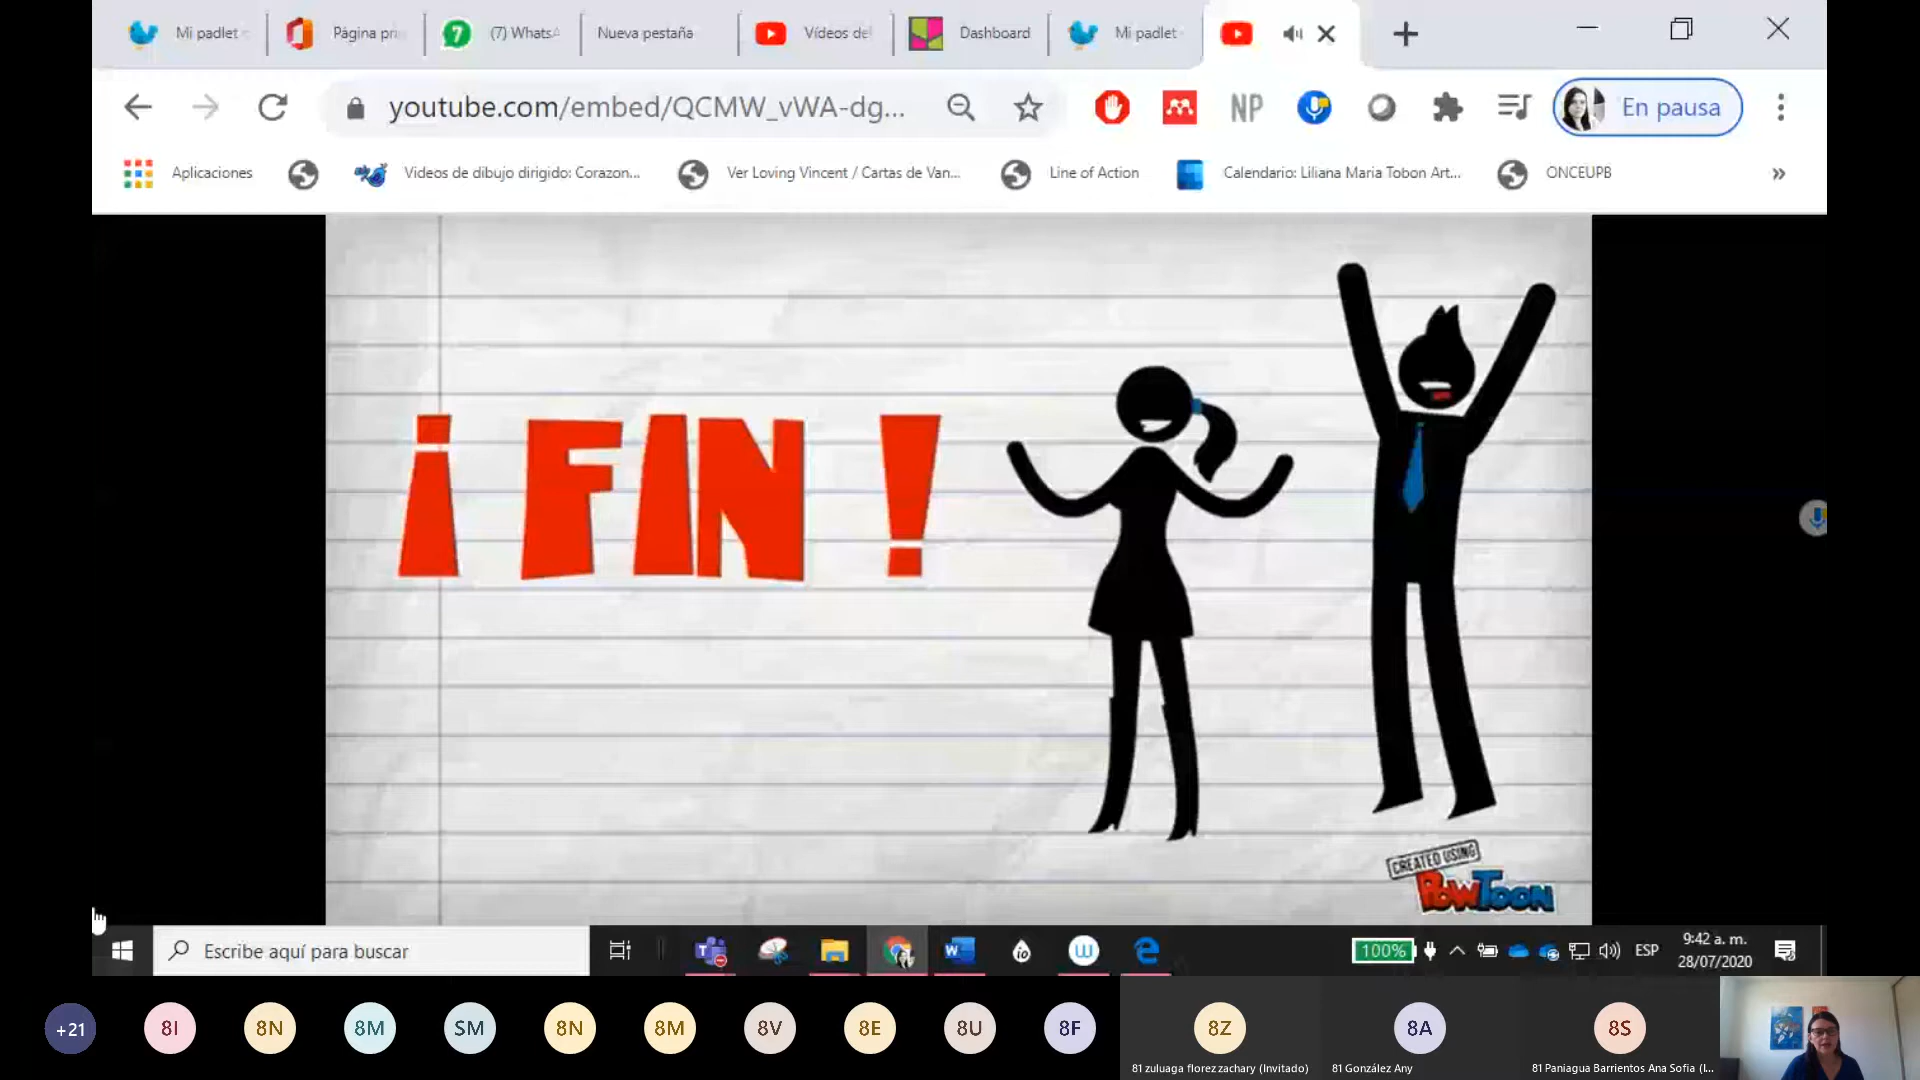 Mi padlet
Página pri
7
(7) WhatsA
Nueva pestaña
Vídeos del
Dashboard
Mi padlet
youtube.com/embed/QCMW_vWA-dg...
NP
En pausa
Aplicaciones
Videos de dibujo dirigido: Corazon...
Ver Loving Vincent / Cartas de Van...
Line of Action
Calendario: Liliana Maria Tobon Art...
ONCEUPB
»
¡ FIN !
CREATED USING
POWTOON
Escribe aquí para buscar
100%
ESP
9:42 a. m.
28/07/2020
+21
8I
8N
8M
SM
8N
8M
8V
8E
8U
8F
8Z
8A
8S
81 zuluaga florez zachary (Invitado)
81 González Any
81 Paniagua Barrientos Ana Sofia (I...